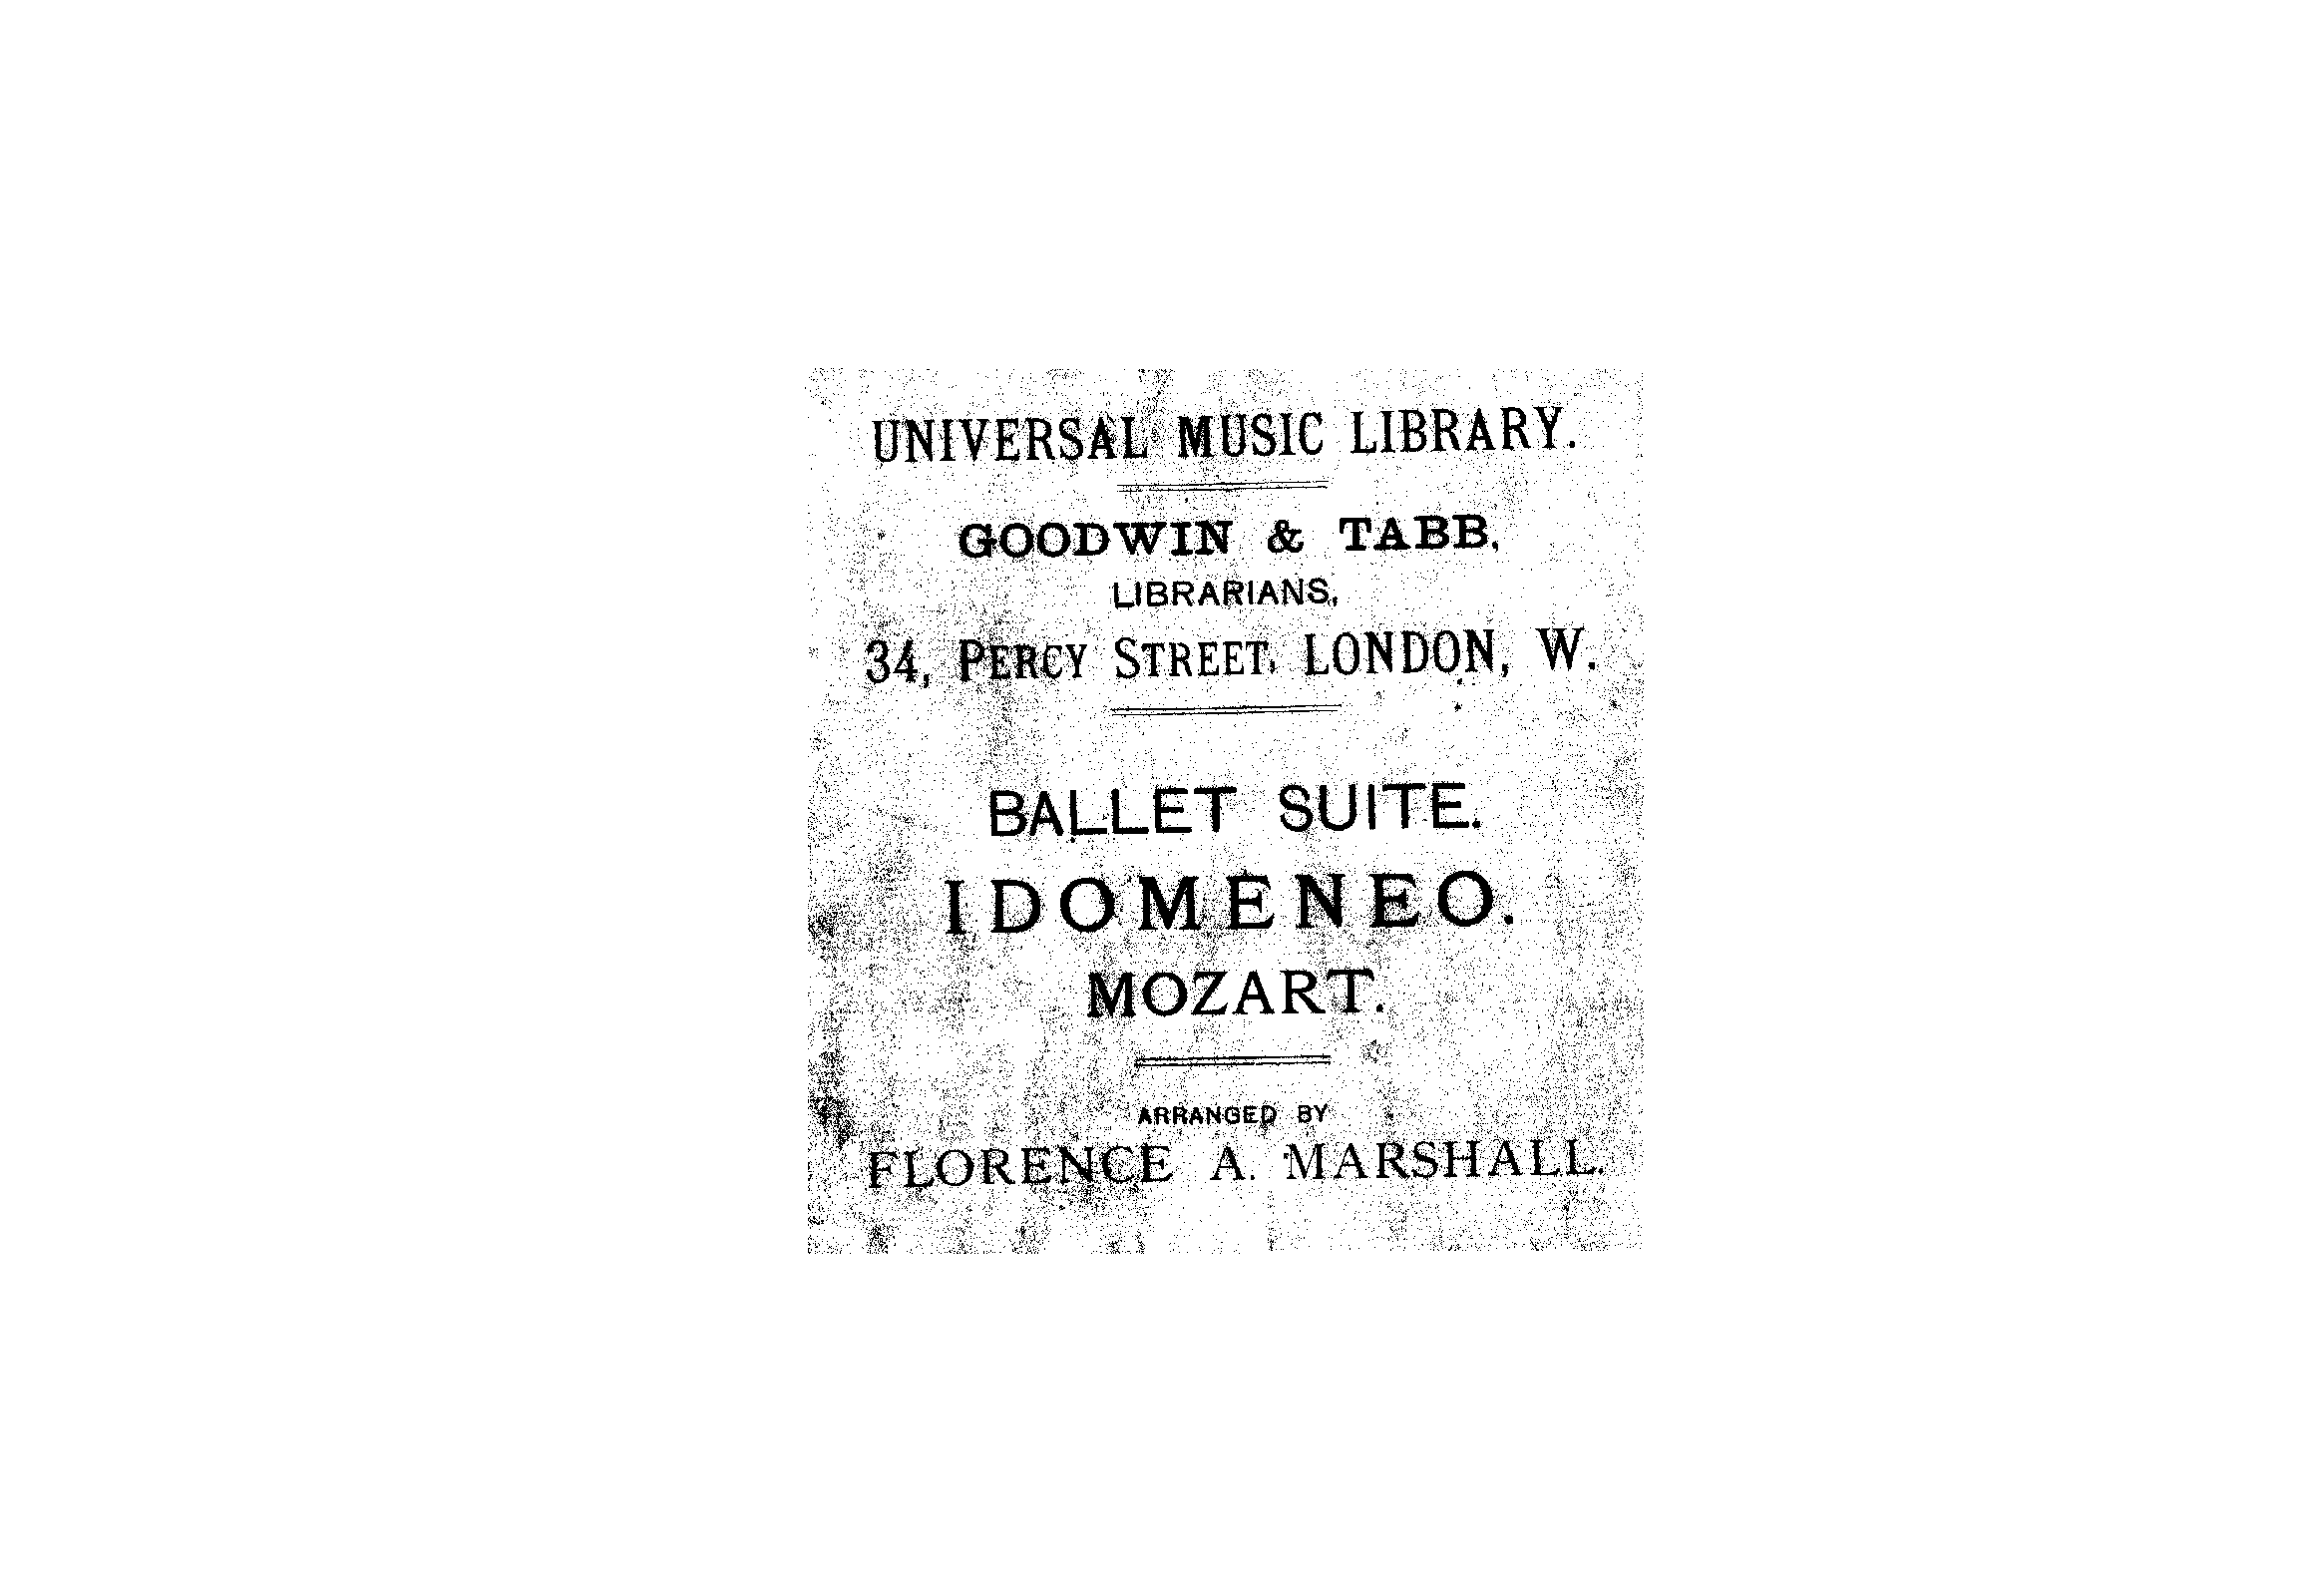 UNIVERSAL MUSIC LIBRARY.
GOODWIN & TABB,
LIBRARIANS,
34, PERCY STREET, LONDON, W.
BALLET SUITE.
IDOMENEO.
MOZART.
ARRANGED BY
FLORENCE A. MARSHALL.